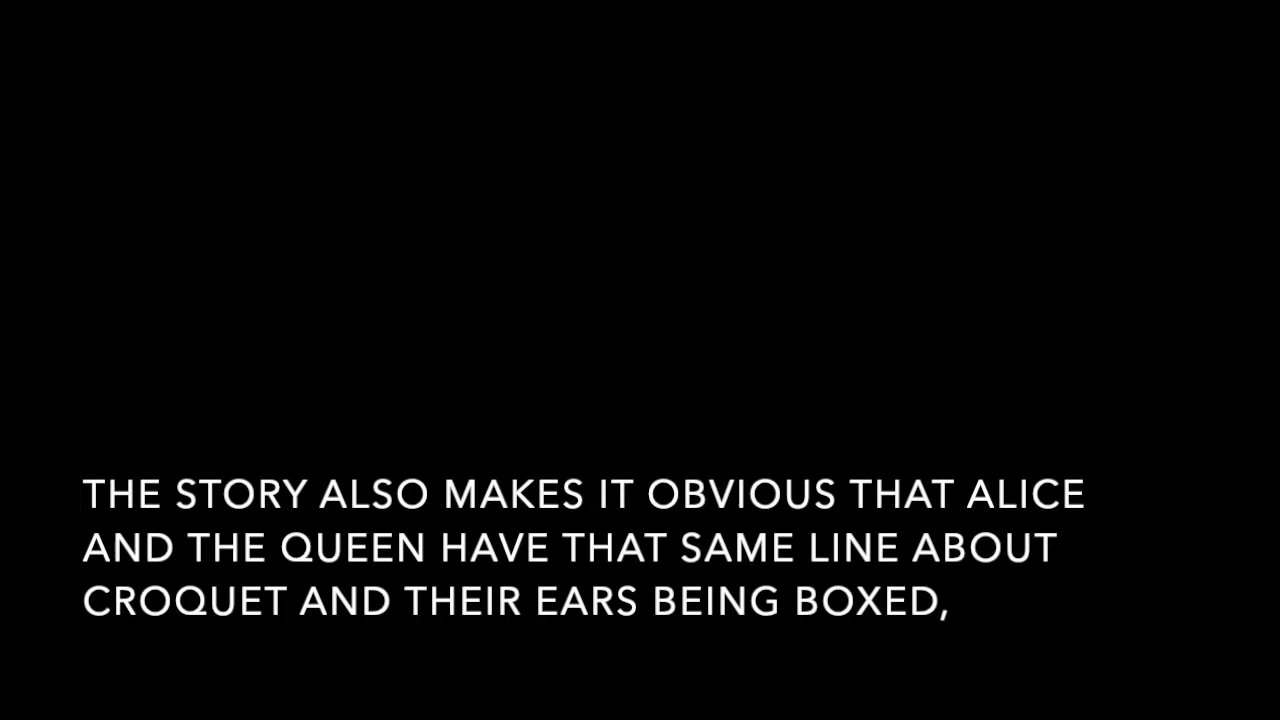 THE STORY ALSO MAKES IT OBVIOUS THAT ALICE
AND THE QUEEN HAVE THAT SAME LINE ABOUT
CROQUET AND THEIR EARS BEING BOXED,